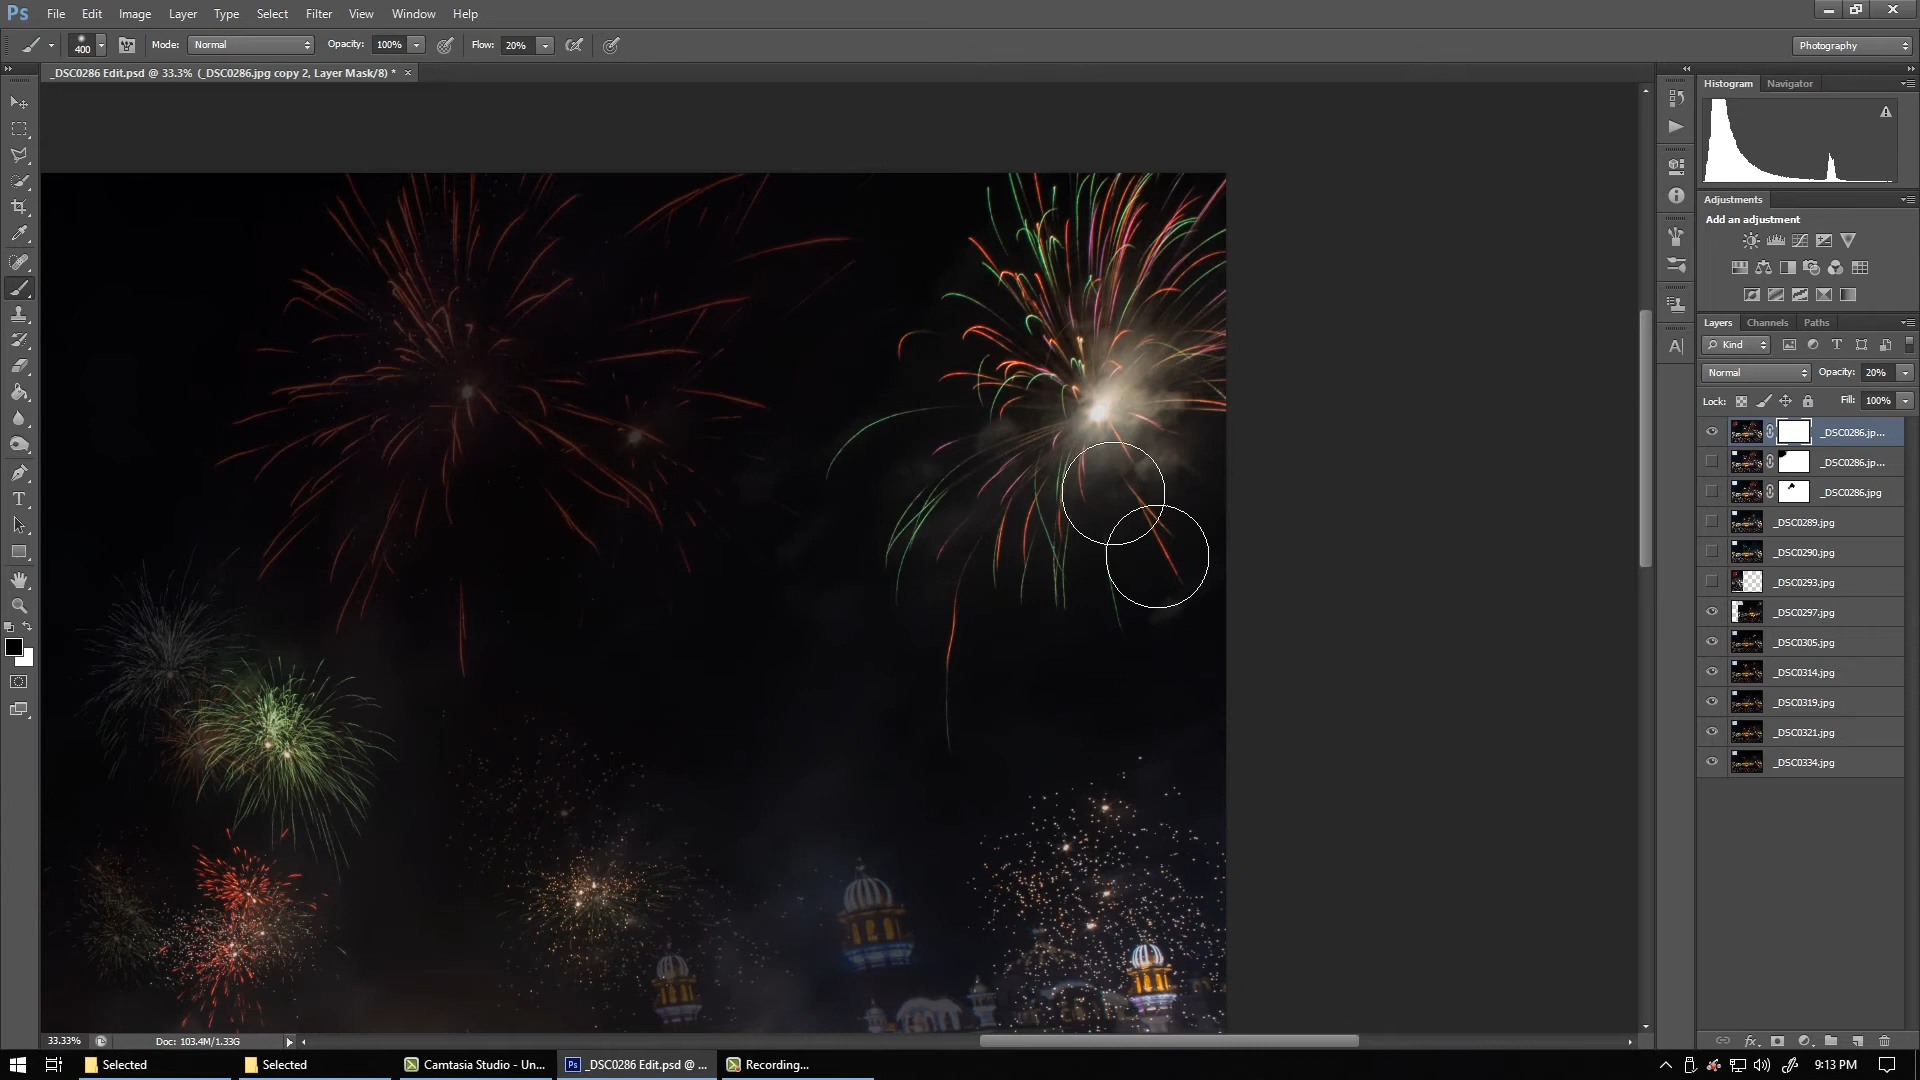 Ps File Edit Image Layer Type Select Filter View Window Help
400 Mode: Normal Opacity: 100% Flow: 20% Photography
_DSC0286 Edit.psd @ 33.3% (_DSC0286.jpg copy 2, Layer Mask/8) * ×
Histogram Navigator
Adjustments
Add an adjustment
Layers Channels Paths
Kind T
Normal Opacity: 20%
Lock: Fill: 100%
_DSC0286.jp...
_DSC0286.jp...
_DSC0286.jpg
_DSC0289.jpg
_DSC0290.jpg
_DSC0293.jpg
_DSC0297.jpg
_DSC0305.jpg
_DSC0314.jpg
_DSC0319.jpg
_DSC0321.jpg
_DSC0334.jpg
T
A
fx
33.33% Doc: 103.4M/1.33G
Selected Selected Camtasia Studio - Un... Ps _DSC0286 Edit.psd @ ... Recording... 9:13 PM